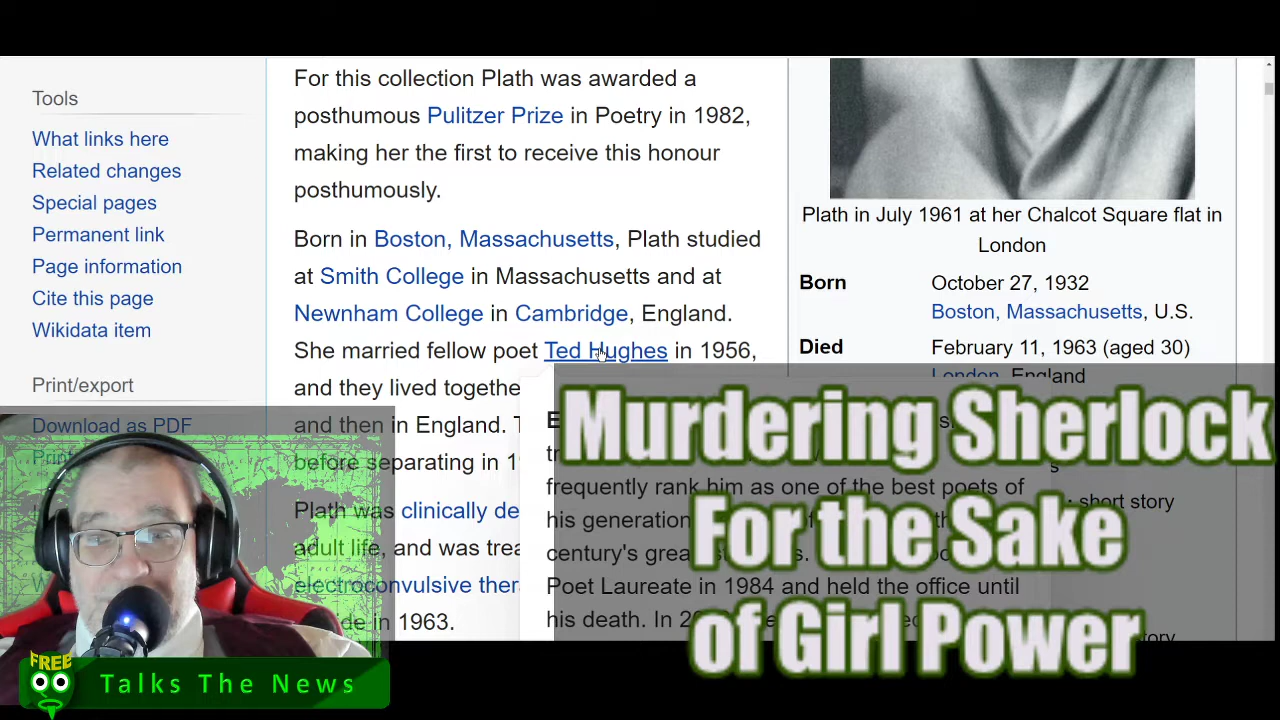 Tools
What links here
Related changes
Special pages
Permanent link
Page information
Cite this page
Wikidata item
Print/export
Download as PDF
For this collection Plath was awarded a
posthumous Pulitzer Prize in Poetry in 1982,
making her the first to receive this honour
posthumously.
Born in Boston, Massachusetts, Plath studied
at Smith College in Massachusetts and at
Newnham College in Cambridge, England.
She married fellow poet Ted Hughes in 1956,
and they lived togethe
and then in England. T
before separating in 1
Plath was clinically de
adult life, and was trea
electroconvulsive ther
de in 1963.
frequently rank him as one of the best poets of
his generation
century's grea
Poet Laureate in 1984 and held the office until
his death. In 20
Plath in July 1961 at her Chalcot Square flat in
London
Born October 27, 1932
Boston, Massachusetts, U.S.
Died February 11, 1963 (aged 30)
London, England
short story
Murdering Sherlock
For the Sake
of Girl Power
FREE
Talks The News